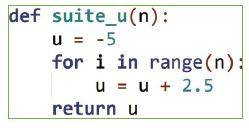 def suite_u(n):
    u = -5
    for i in range(n):
        u = u + 2.5
    return u